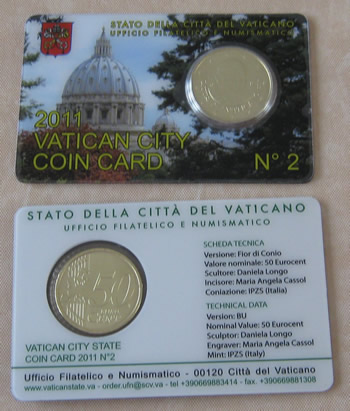 STATO DELLA CITTÀ DEL VATICANO
UFFICIO FILATELICO E NUMISMATICO
2011
VATICAN CITY
COIN CARD
N° 2
STATO DELLA CITTÀ DEL VATICANO
UFFICIO FILATELICO E NUMISMATICO
50
EURO
CENT
SCHEDA TECNICA
Versione: Fior di Conio
Valore nominale: 50 Eurocent
Scultore: Daniela Longo
Incisore: Maria Angela Cassol
Coniazione: IPZS (Italia)
TECHNICAL DATA
Version: BU
Nominal Value: 50 Eurocent
Sculptor: Daniela Longo
Engraver: Maria Angela Cassol
Mint: IPZS (Italy)
VATICAN CITY STATE
COIN CARD 2011 N°2
Ufficio Filatelico e Numismatico - 00120 Città del Vaticano
www.vaticanstate.va - order.ufn@scv.va - tel +390669883414 - fax. +390669881308